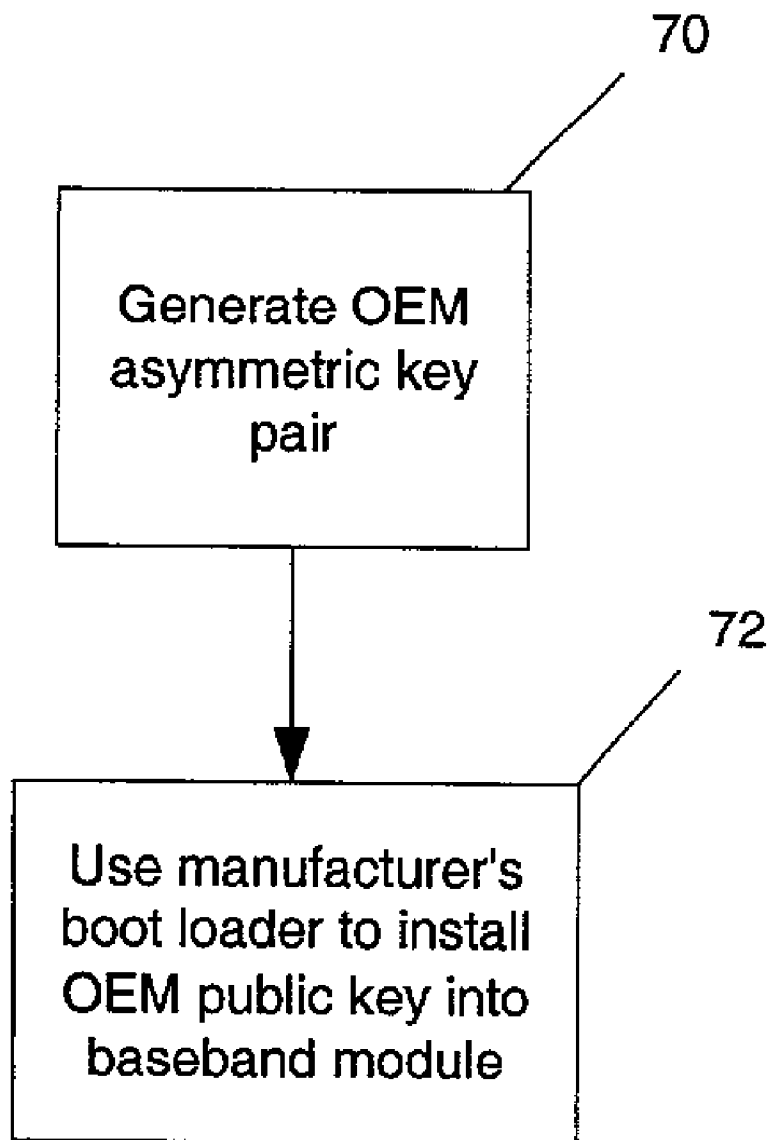 70
Generate OEM
asymmetric key
pair
72
Use manufacturer's
boot loader to install
OEM public key into
baseband module